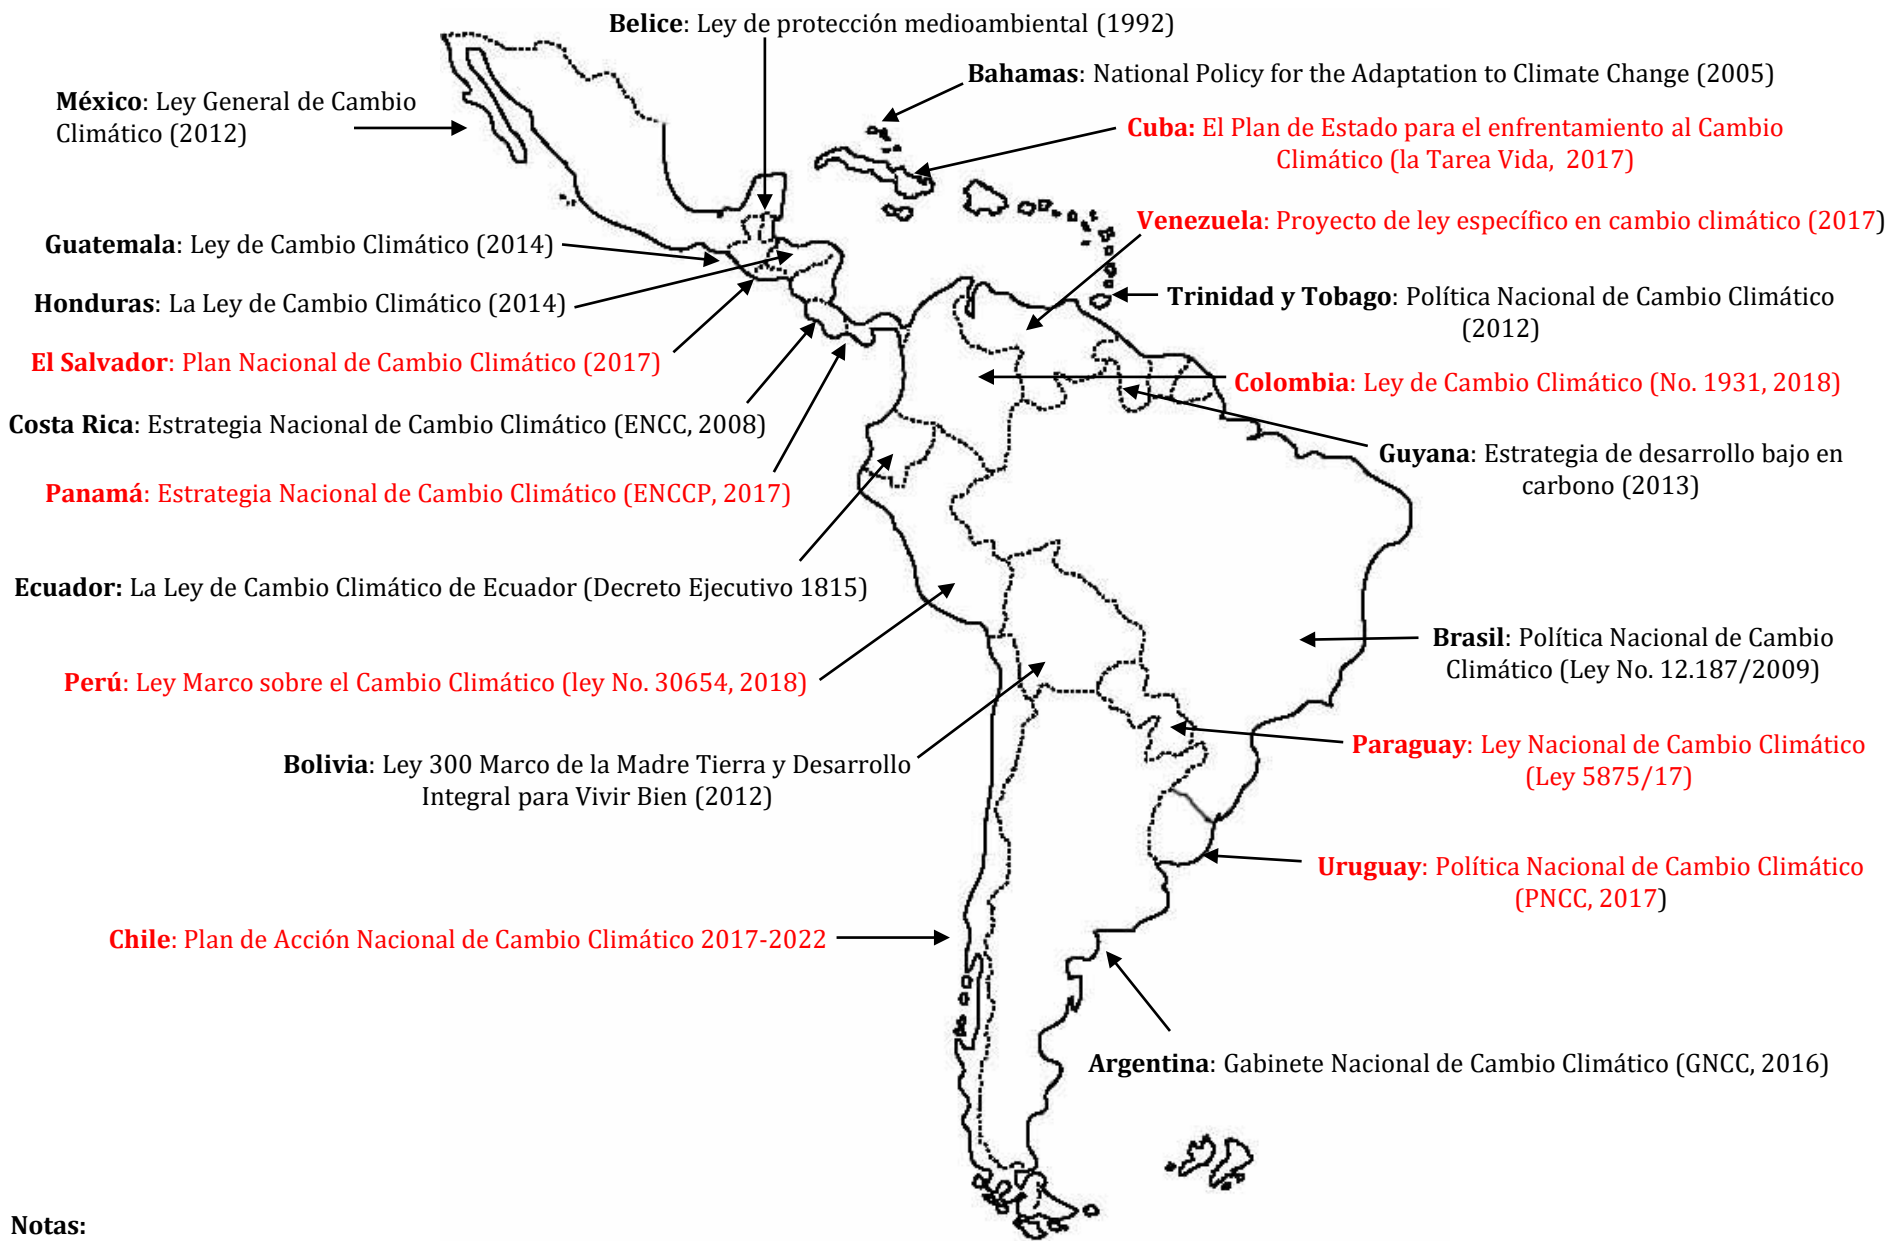 Belice: Ley de protección medioambiental (1992)
Bahamas: National Policy for the Adaptation to Climate Change (2005)
México: Ley General de Cambio
Climático (2012)
Cuba: El Plan de Estado para el enfrentamiento al Cambio
Climático (la Tarea Vida, 2017)
Venezuela: Proyecto de ley específico en cambio climático (2017)
Guatemala: Ley de Cambio Climático (2014)
Honduras: La Ley de Cambio Climático (2014)
Trinidad y Tobago: Política Nacional de Cambio Climático
(2012)
El Salvador: Plan Nacional de Cambio Climático (2017)
Colombia: Ley de Cambio Climático (No. 1931, 2018)
Costa Rica: Estrategia Nacional de Cambio Climático (ENCC, 2008)
Guyana: Estrategia de desarrollo bajo en
carbono (2013)
Panamá: Estrategia Nacional de Cambio Climático (ENCCP, 2017)
Ecuador: La Ley de Cambio Climático de Ecuador (Decreto Ejecutivo 1815)
Brasil: Política Nacional de Cambio
Climático (Ley No. 12.187/2009)
Perú: Ley Marco sobre el Cambio Climático (ley No. 30654, 2018)
Paraguay: Ley Nacional de Cambio Climático
(Ley 5875/17)
Bolivia: Ley 300 Marco de la Madre Tierra y Desarrollo
Integral para Vivir Bien (2012)
Uruguay: Política Nacional de Cambio Climático
(PNCC, 2017)
Chile: Plan de Acción Nacional de Cambio Climático 2017-2022
Argentina: Gabinete Nacional de Cambio Climático (GNCC, 2016)
Notas: